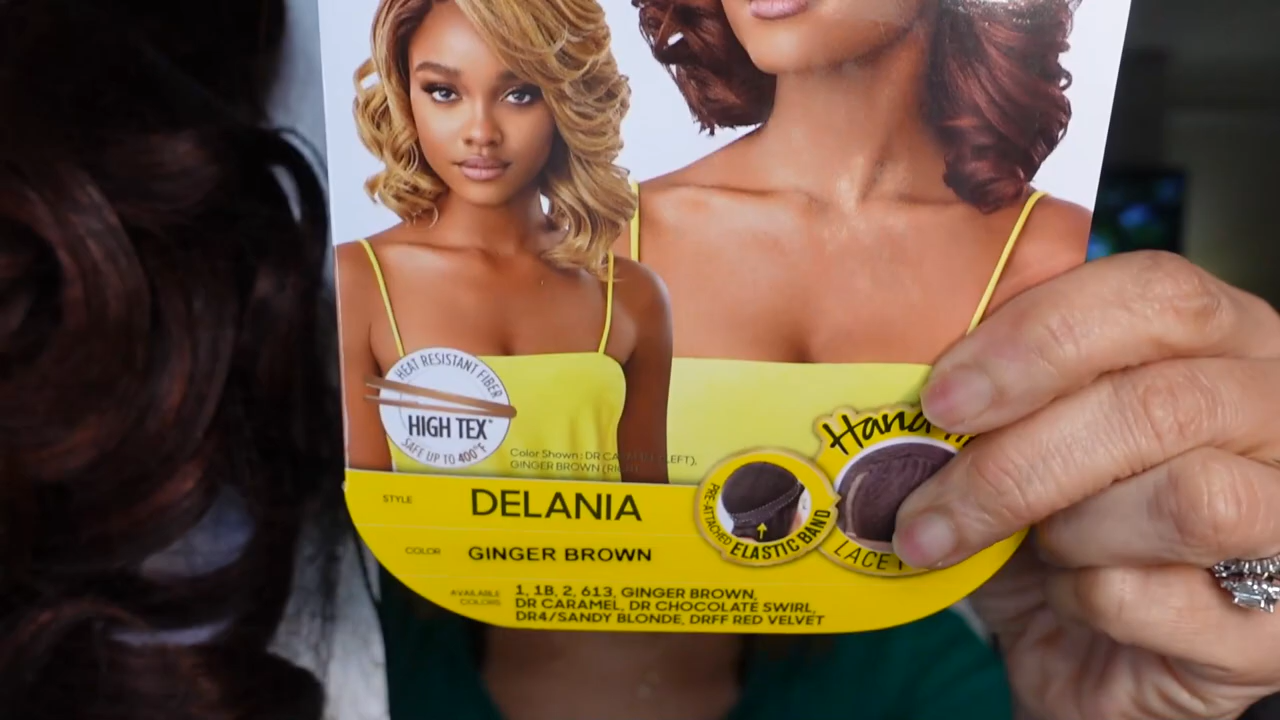 HEAT RESISTANT FIBER
HIGH TEX
SAFE UP TO 400°F
Color Shown : DR LEFT),
GINGER BROWN
Hand
PRE-ATTACHED
ELASTIC BAND
LACE
STYLE DELANIA
COLOR GINGER BROWN
AVAILABLE COLORS
1, 1B, 2, 613, GINGER BROWN,
DR CARAMEL, DR CHOCOLATE SWIRL,
DR4/SANDY BLONDE, DRFF RED VELVET